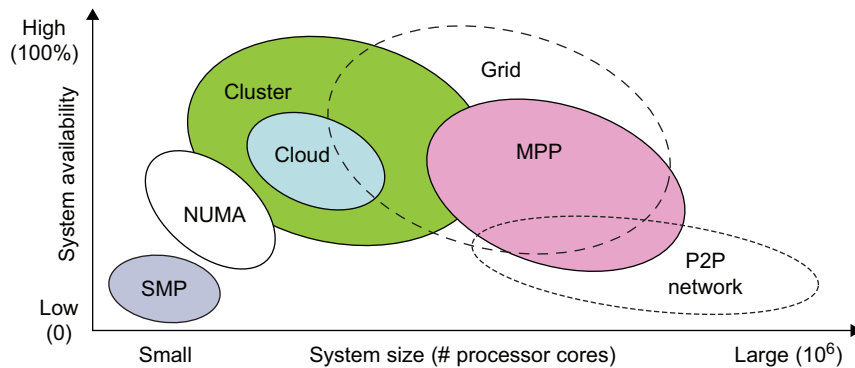 High
(100%)
System availability
Low
(0)
Cluster
Grid
Cloud
MPP
NUMA
SMP
P2P
network
Small
System size (# processor cores)
Large (10⁶)